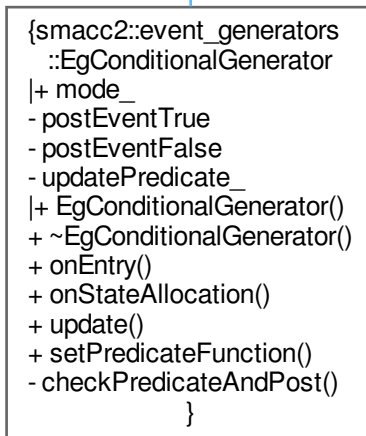 {smacc2::event_generators
::EgConditionalGenerator
|+ mode_
- postEventTrue
- postEventFalse
- updatePredicate_
|+ EgConditionalGenerator()
+ ~EgConditionalGenerator()
+ onEntry()
+ onStateAllocation()
+ update()
+ setPredicateFunction()
- checkPredicateAndPost()
}